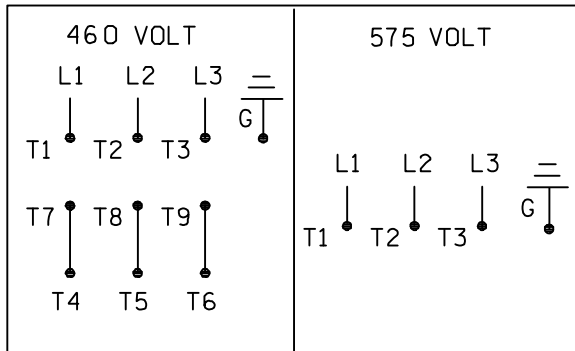 460 VOLT
L1 L2 L3
G
T1 T2 T3
T7 T8 T9
T4 T5 T6
575 VOLT
L1 L2 L3
G
T1 T2 T3